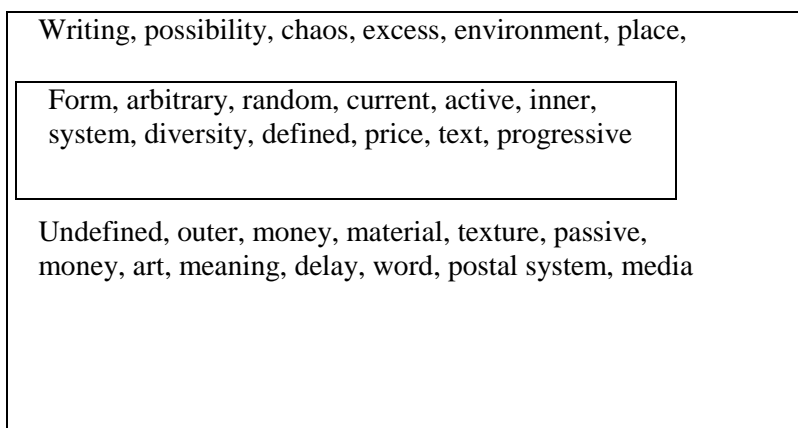 Writing, possibility, chaos, excess, environment, place,
Form, arbitrary, random, current, active, inner,
system, diversity, defined, price, text, progressive
Undefined, outer, money, material, texture, passive,
money, art, meaning, delay, word, postal system, media